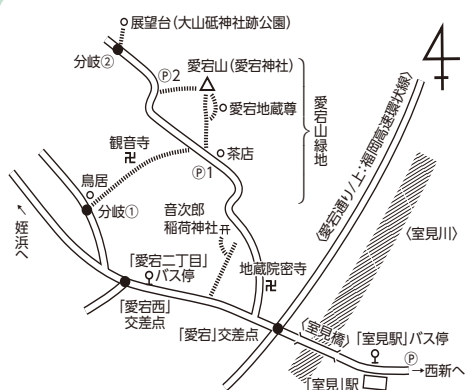 展望台(大山砥神社跡公園)
分岐②
Ⓟ2
愛宕山(愛宕神社)
愛宕地蔵尊
愛宕山緑地
観音寺
卍
茶店
Ⓟ1
鳥居
分岐①
←姪浜へ
音次郎
稲荷神社
地蔵院密寺
卍
「愛宕二丁目」
バス停
「愛宕西」
交差点
「愛宕」交差点
〈愛宕通り/上:福岡高速環状線〉
〈室見川〉
〈室見橋〉
「室見駅」バス停
Ⓟ
→西新へ
「室見」駅